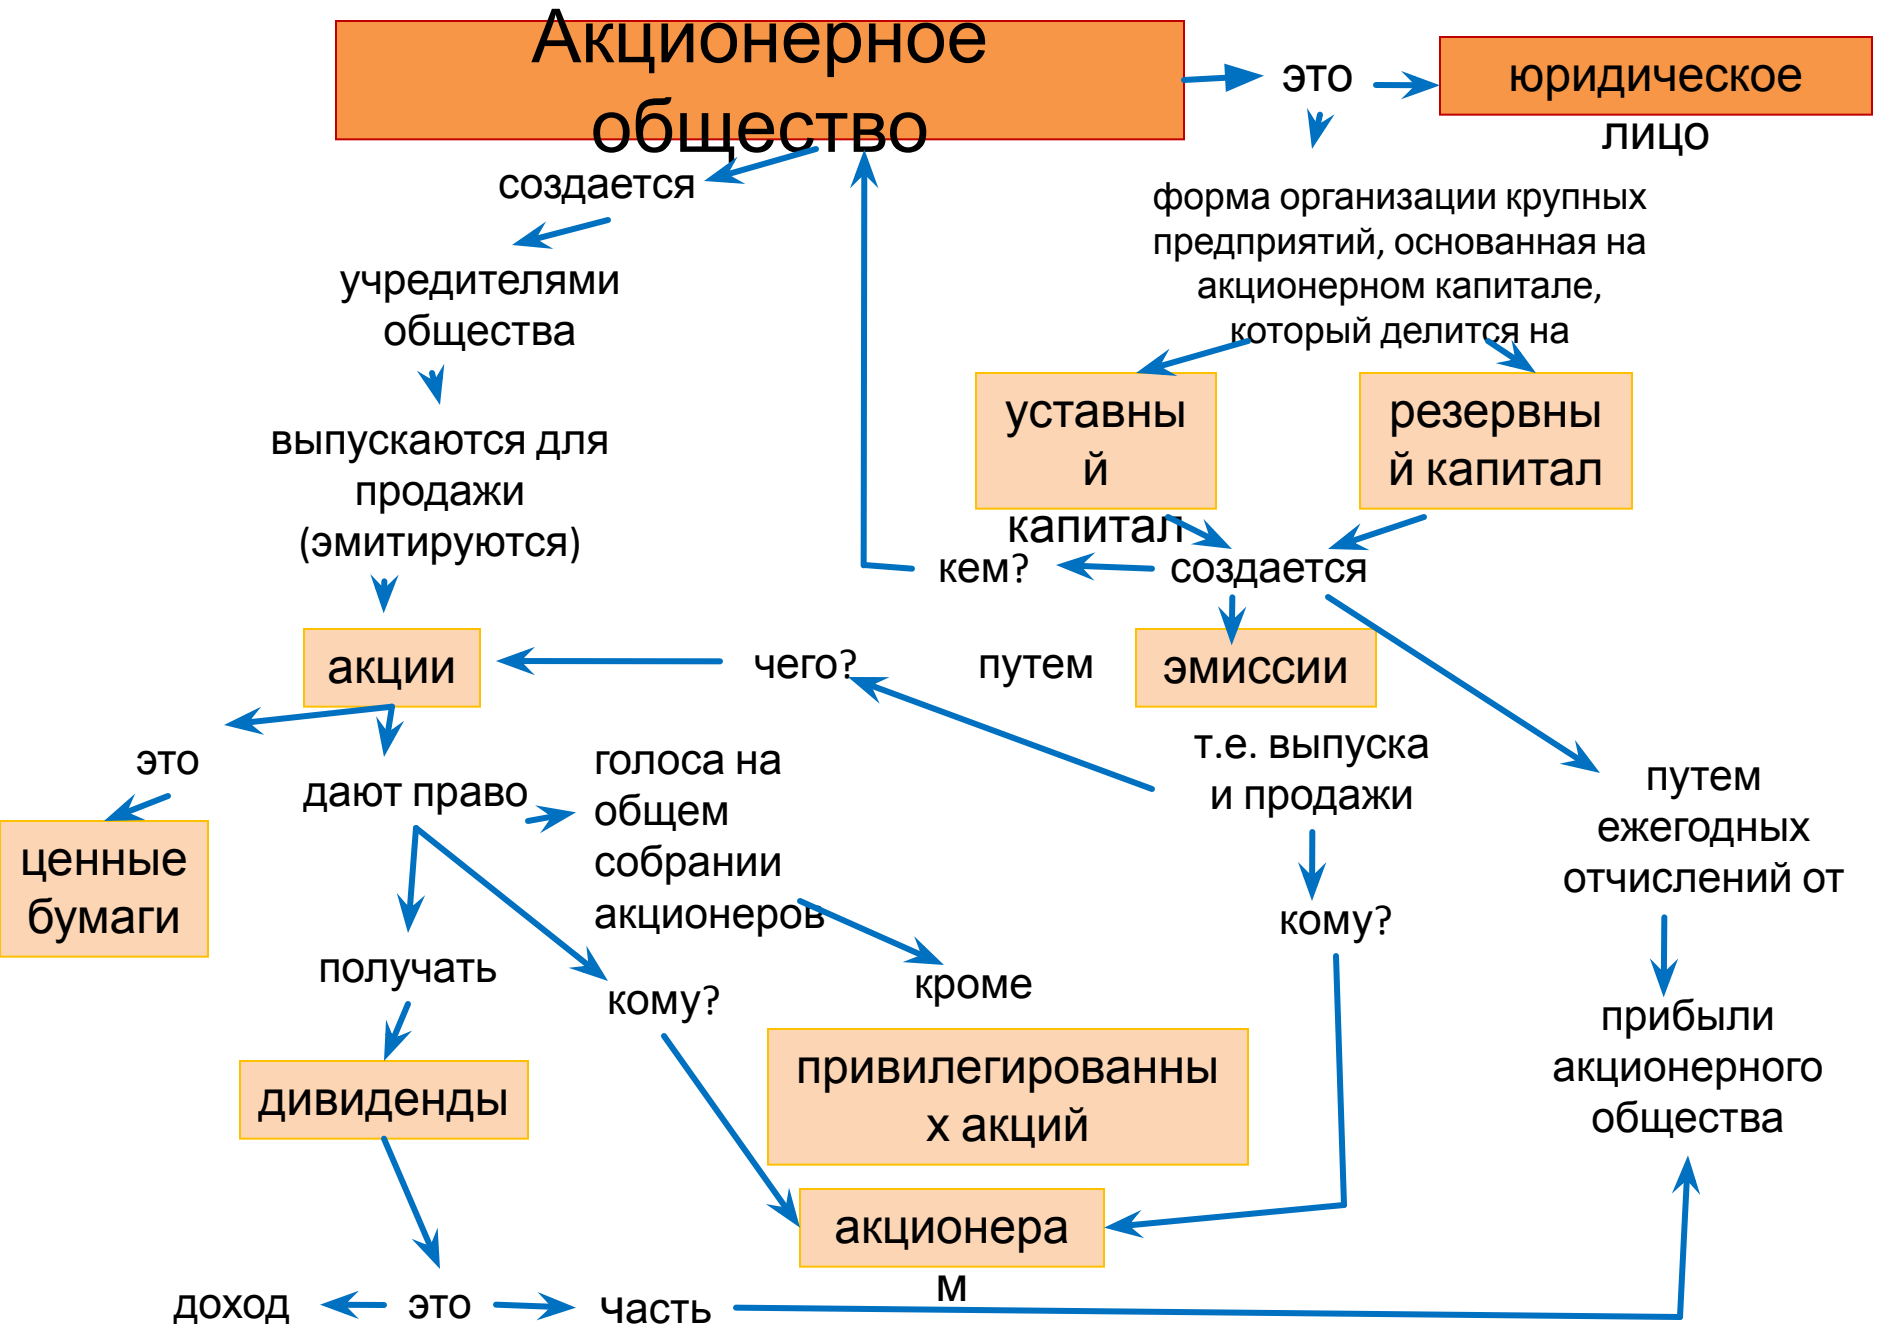 Акционерное
общество
это
юридическое
лицо
создается
форма организации крупных
предприятий, основанная на
акционерном капитале,
который делится на
учредителями
общества
уставны
й
капитал
резервны
й капитал
выпускаются для
продажи
(эмитируются)
кем?
создается
акции
чего?
путем
эмиссии
т.е. выпуска
и продажи
это
дают право
голоса на
общем
собрании
акционеров
путем
ежегодных
отчислений от
ценные
бумаги
кому?
получать
кому?
кроме
прибыли
акционерного
общества
дивиденды
привилегированны
х акций
акционера
м
доход
это
часть